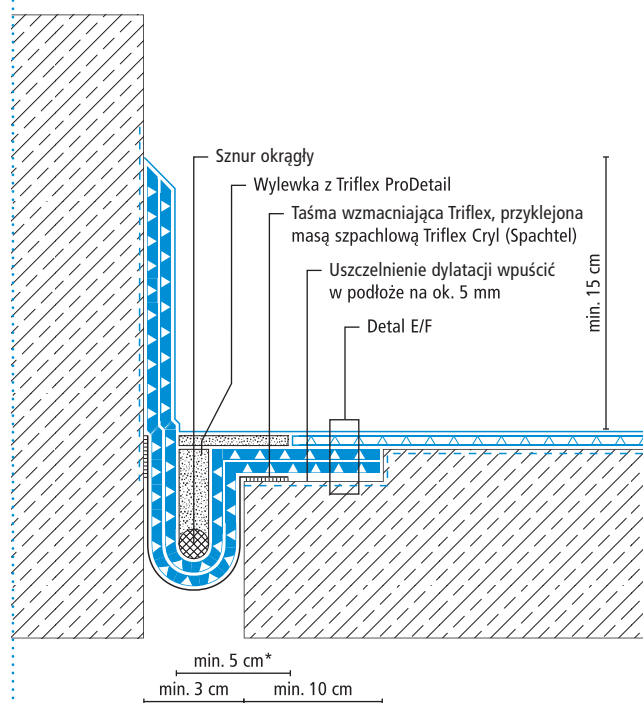 Sznur okrągły
Wylewka z Triflex ProDetail
Taśma wzmacniająca Triflex, przyklejona
masą szpachlową Triflex Cryl (Spachtel)
Uszczelnienie dylatacji wpuścić
w podłoże na ok. 5 mm
Detal E/F
min. 15 cm
min. 5 cm*
min. 3 cm
min. 10 cm